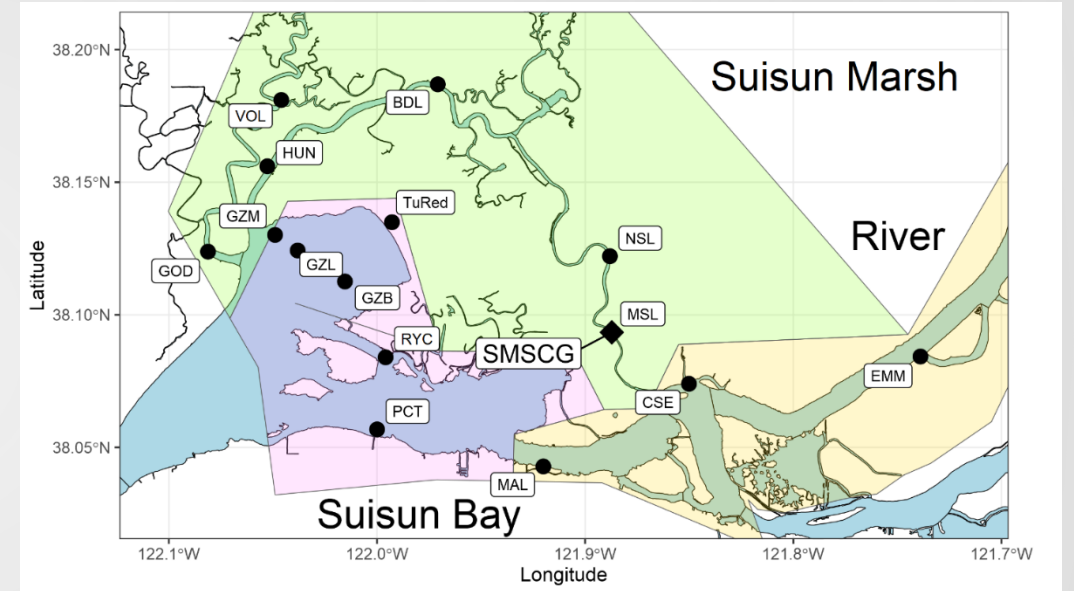 38.20°N
38.15°N
38.10°N
38.05°N
Latitude
Suisun Marsh
River
BDL
VOL
HUN
TuRed
GZM
NSL
GOD
GZL
GZB
MSL
RYC
SMSCG
EMM
CSE
PCT
MAL
Suisun Bay
122.1°W
122.0°W
121.9°W
121.8°W
121.7°W
Longitude